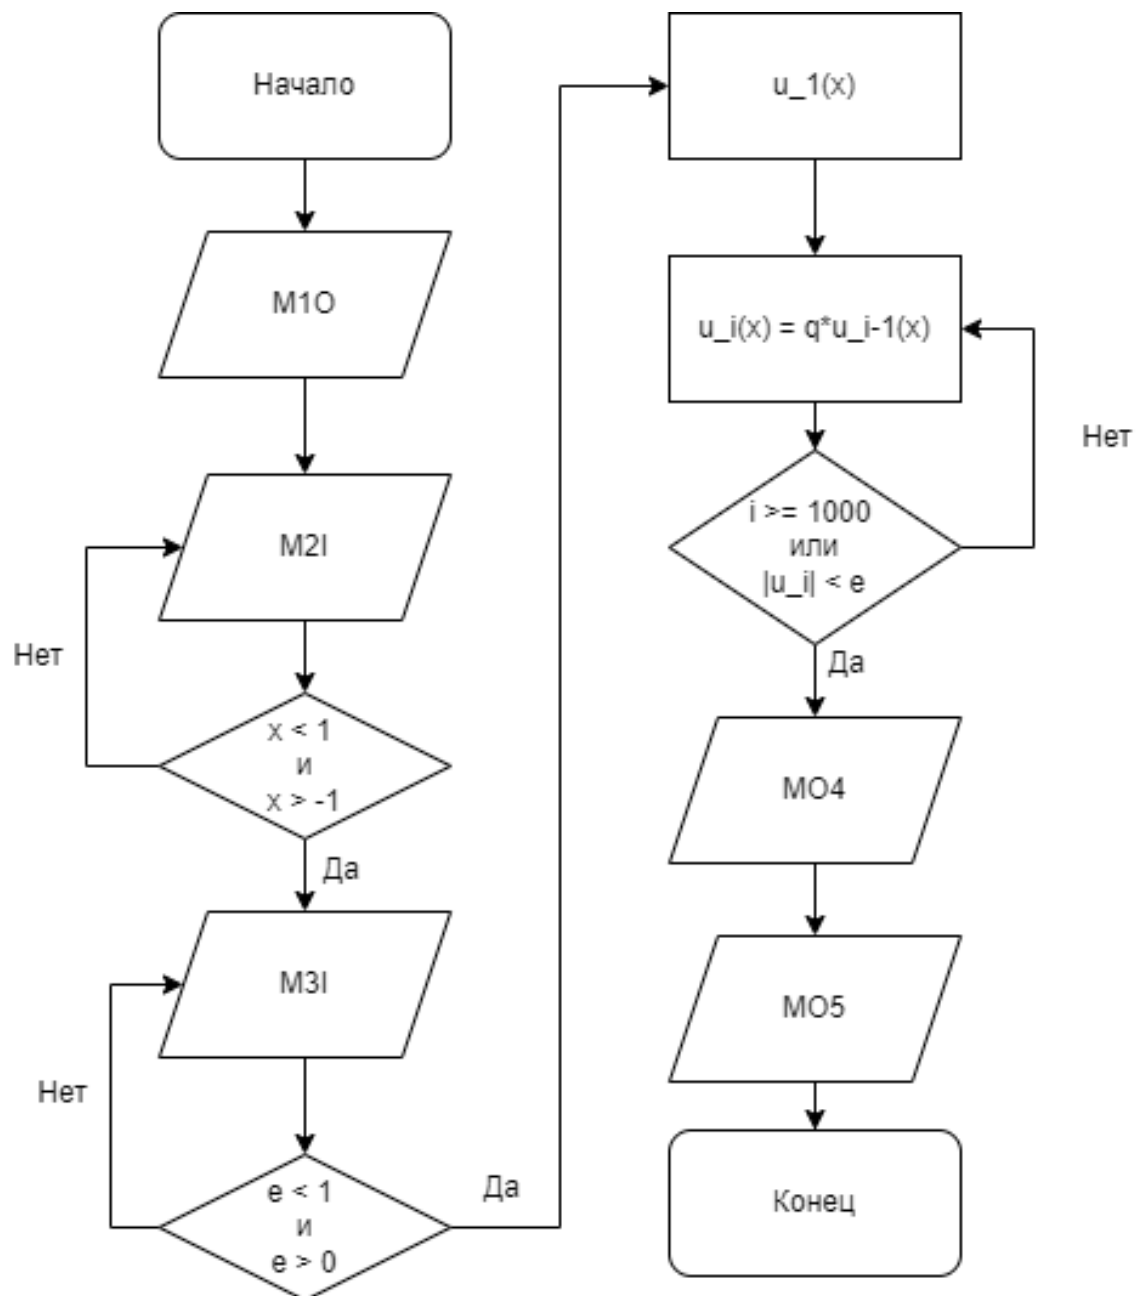 Начало
M1O
M2I
Нет
x < 1
и
x > -1
Да
M3I
Нет
e < 1
и
e > 0
Да
u_1(x)
u_i(x) = q*u_i-1(x)
Нет
i >= 1000
или
|u_i| < e
Да
MO4
MO5
Конец